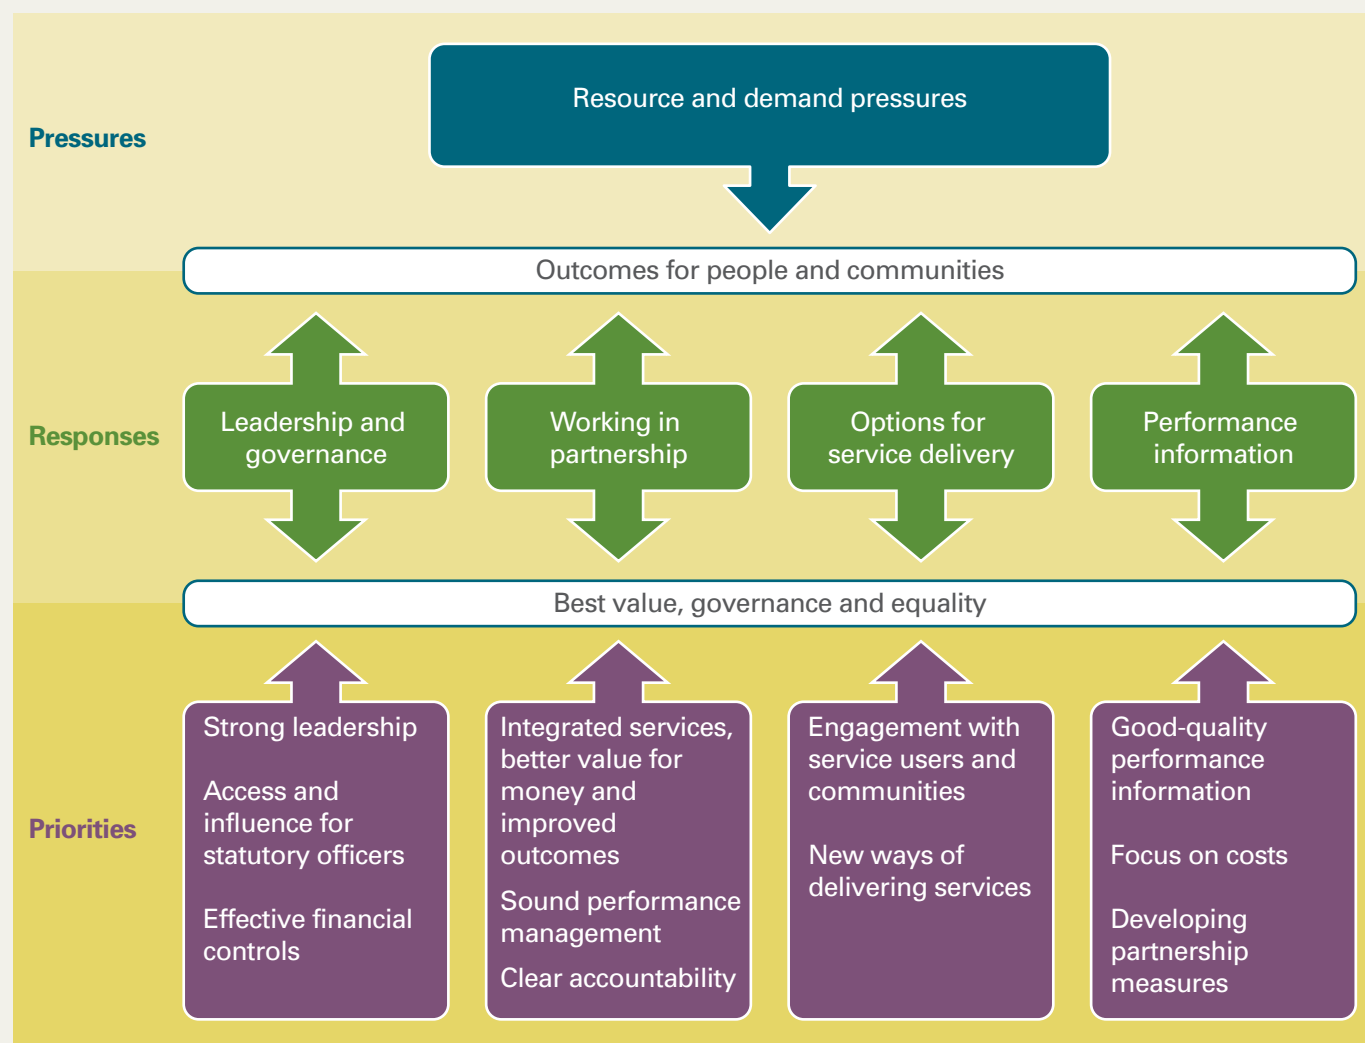 Resource and demand pressures
Pressures
Outcomes for people and communities
Responses
Leadership and
governance
Working in
partnership
Options for
service delivery
Performance
information
Best value, governance and equality
Priorities
Strong leadership
Access and
influence for
statutory officers
Effective financial
controls
Integrated services,
better value for
money and
improved
outcomes
Sound performance
management
Clear accountability
Engagement with
service users and
communities
New ways of
delivering services
Good-quality
performance
information
Focus on costs
Developing
partnership
measures